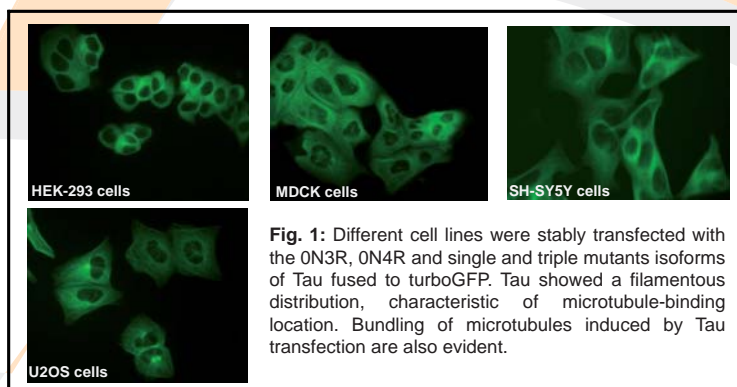 HEK-293 cells
MDCK cells
SH-SY5Y cells
U2OS cells
Fig. 1: Different cell lines were stably transfected with
the 0N3R, 0N4R and single and triple mutants isoforms
of Tau fused to turboGFP. Tau showed a filamentous
distribution, characteristic of microtubule-binding
location. Bundling of microtubules induced by Tau
transfection are also evident.